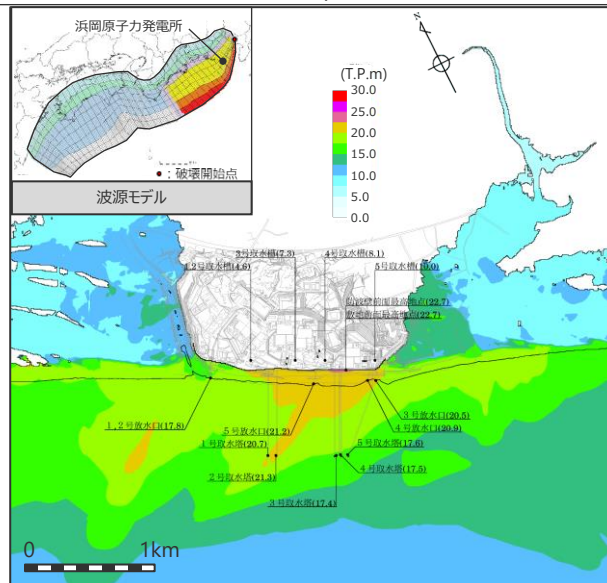 浜岡原子力発電所
●：破壊開始点
波源モデル
N
(T.P.m)
30.0
25.0
20.0
15.0
10.0
5.0
0.0
3号取水槽(7.3)
4号取水槽(8.1)
1,2号取水槽(4.6)
5号取水槽(10.0)
防波壁前面最高地点(22.7)
敷地前面最高地点(22.7)
1,2号放水口(17.8)
5号放水口(21.2)
3号放水口(20.5)
4号放水口(20.9)
1号取水塔(20.7)
5号取水塔(17.6)
2号取水塔(21.3)
4号取水塔(17.5)
3号取水塔(17.4)
0 1km